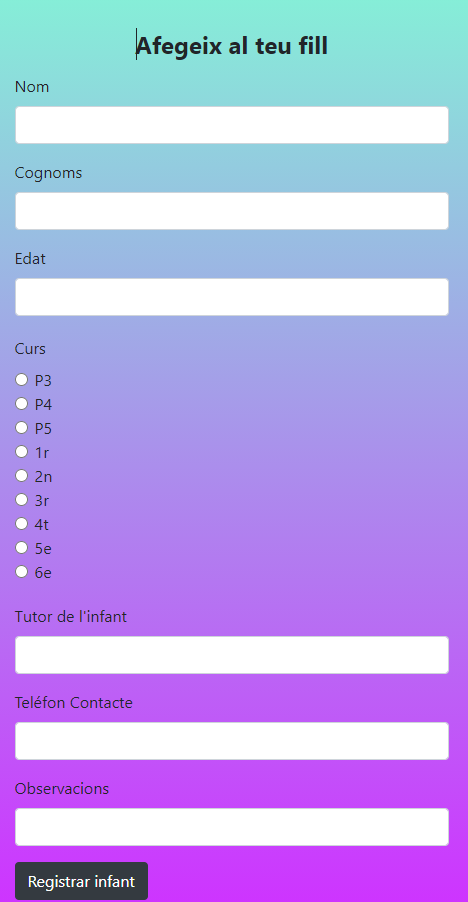 Afegeix al teu fill
Nom
Cognoms
Edat
Curs
P3
P4
P5
1r
2n
3r
4t
5e
6e
Tutor de l'infant
Teléfon Contacte
Observacions
Registrar infant